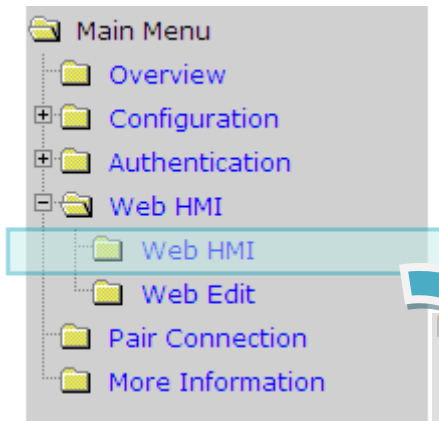 Main Menu
Overview
Configuration
Authentication
Web HMI
Web HMI
Web Edit
Pair Connection
More Information